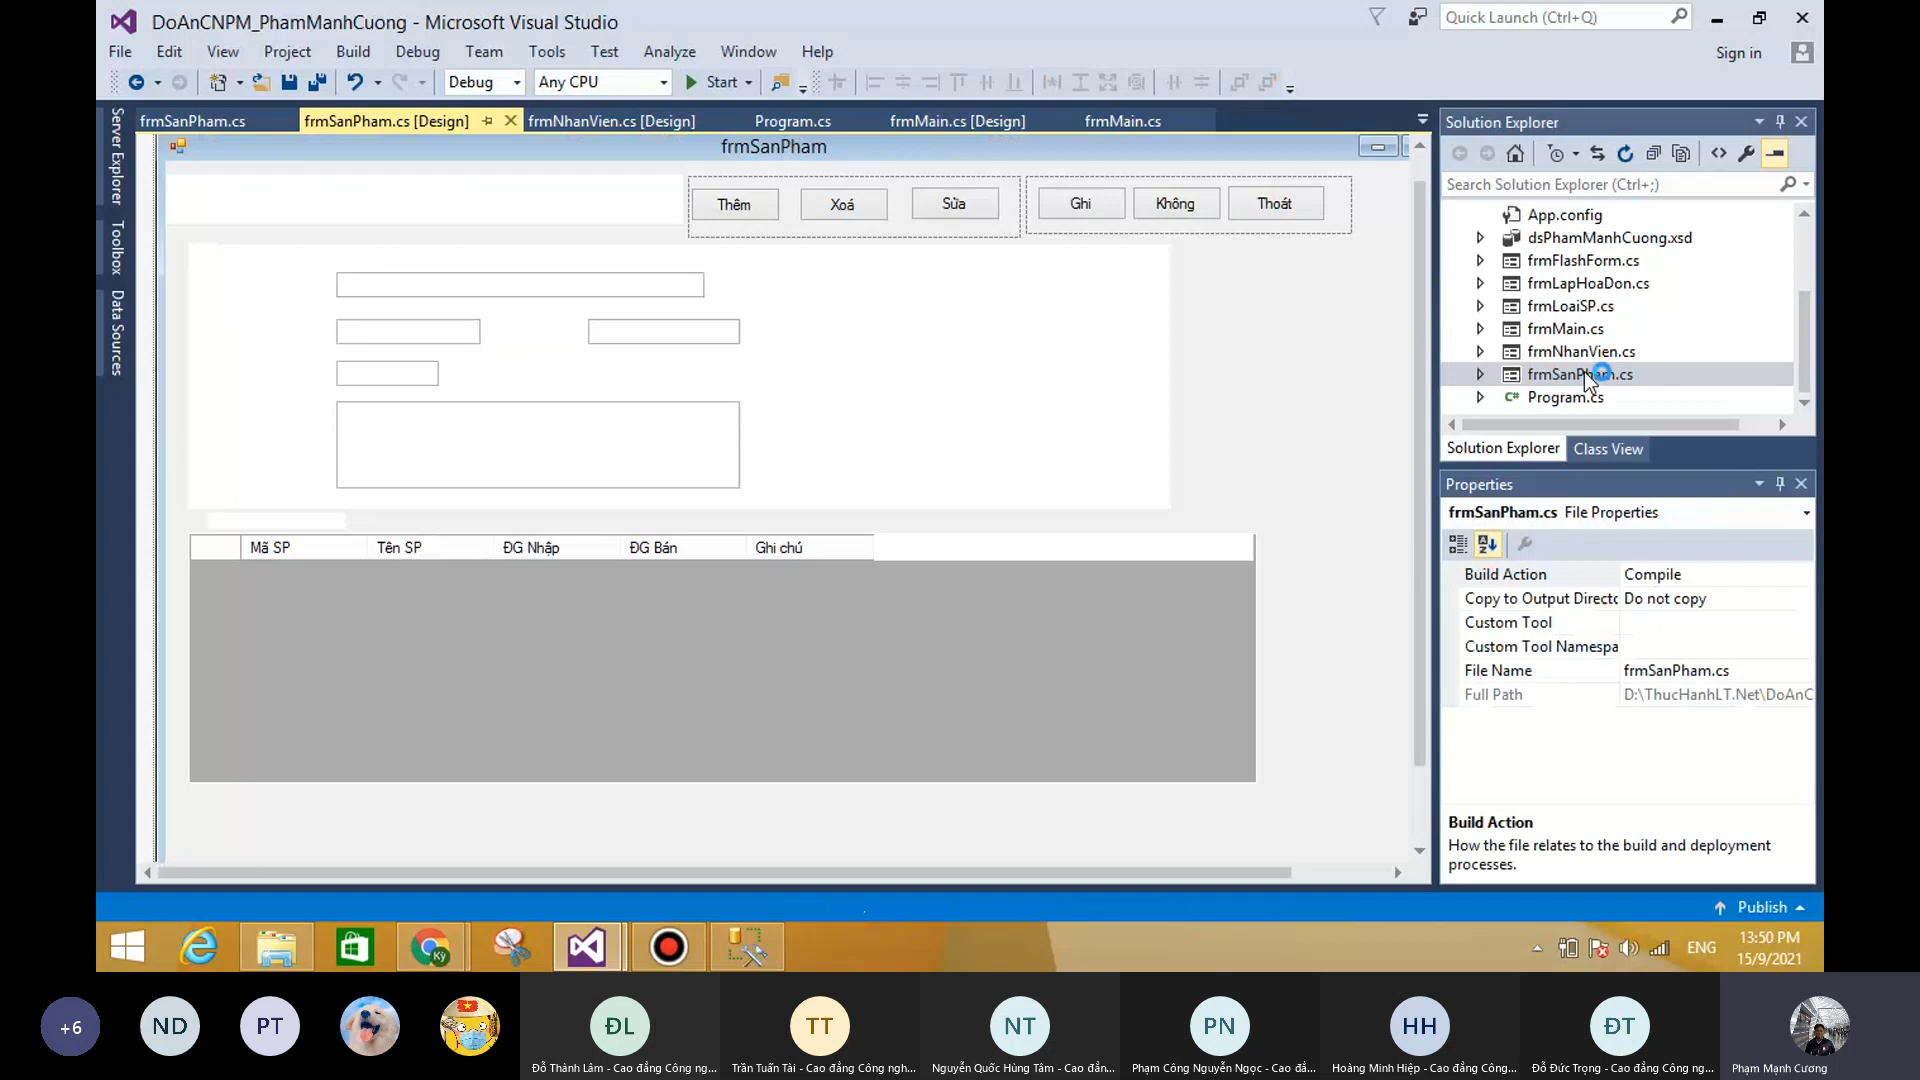 DoAnCNPM_PhamManhCuong - Microsoft Visual Studio
Quick Launch (Ctrl+Q)
File Edit View Project Build Debug Team Tools Test Analyze Window Help
Sign in
Debug Any CPU Start
frmSanPham.cs frmSanPham.cs [Design] frmNhanVien.cs [Design] Program.cs frmMain.cs [Design] frmMain.cs
Server Explorer
Toolbox
Data Sources
frmSanPham
Thêm Xoá Sửa Ghi Không Thoát
Mã SP Tên SP ĐG Nhập ĐG Bán Ghi chú
Solution Explorer
Search Solution Explorer (Ctrl+;)
App.config
dsPhamManhCuong.xsd
frmFlashForm.cs
frmLapHoaDon.cs
frmLoaiSP.cs
frmMain.cs
frmNhanVien.cs
frmSanPham.cs
C# Program.cs
Solution Explorer Class View
Properties
frmSanPham.cs File Properties
Build Action Compile
Copy to Output Directo Do not copy
Custom Tool
Custom Tool Namespa
File Name frmSanPham.cs
Full Path D:\ThucHanhLT.Net\DoAnC
Build Action
How the file relates to the build and deployment
processes.
Publish
Kỳ
ENG
13:50 PM
15/9/2021
+6 ND PT ĐL TT NT PN HH ĐT
Đỗ Thành Lâm - Cao đẳng Công ng...
Trần Tuấn Tài - Cao đẳng Công ngh...
Nguyễn Quốc Hùng Tâm - Cao đẳn...
Phạm Công Nguyễn Ngọc - Cao đẳ...
Hoàng Minh Hiệp - Cao đẳng Công...
Đỗ Đức Trọng - Cao đẳng Công ng...
Phạm Mạnh Cương